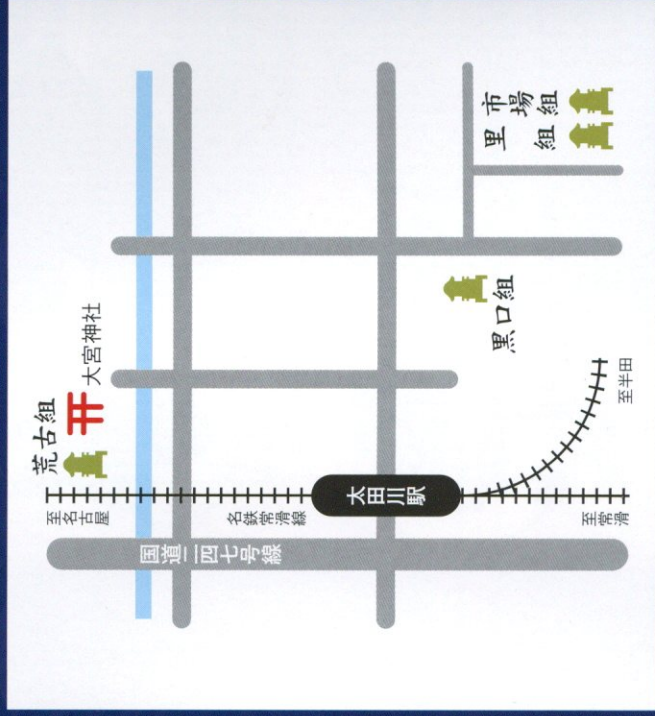 荒古組
大宮神社
至名古屋
名鉄常滑線
国道二四七号線
太田川駅
市場組
里組
黒口組
至半田
至常滑